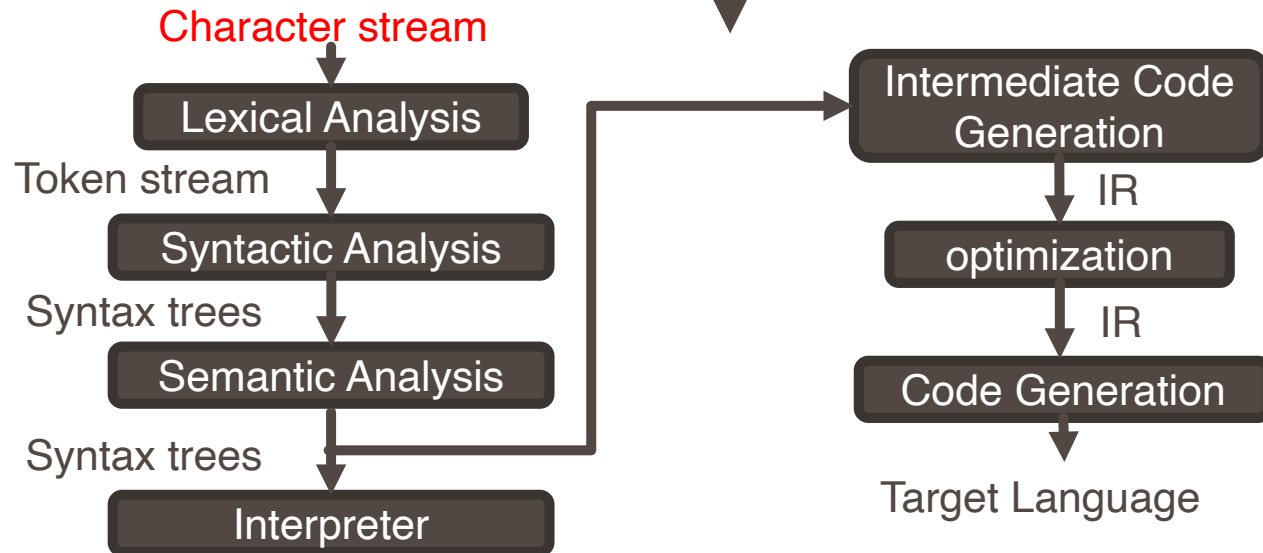 Character stream
Lexical Analysis
Token stream
Syntactic Analysis
Syntax trees
Semantic Analysis
Syntax trees
Interpreter
Intermediate Code
Generation
IR
optimization
IR
Code Generation
Target Language